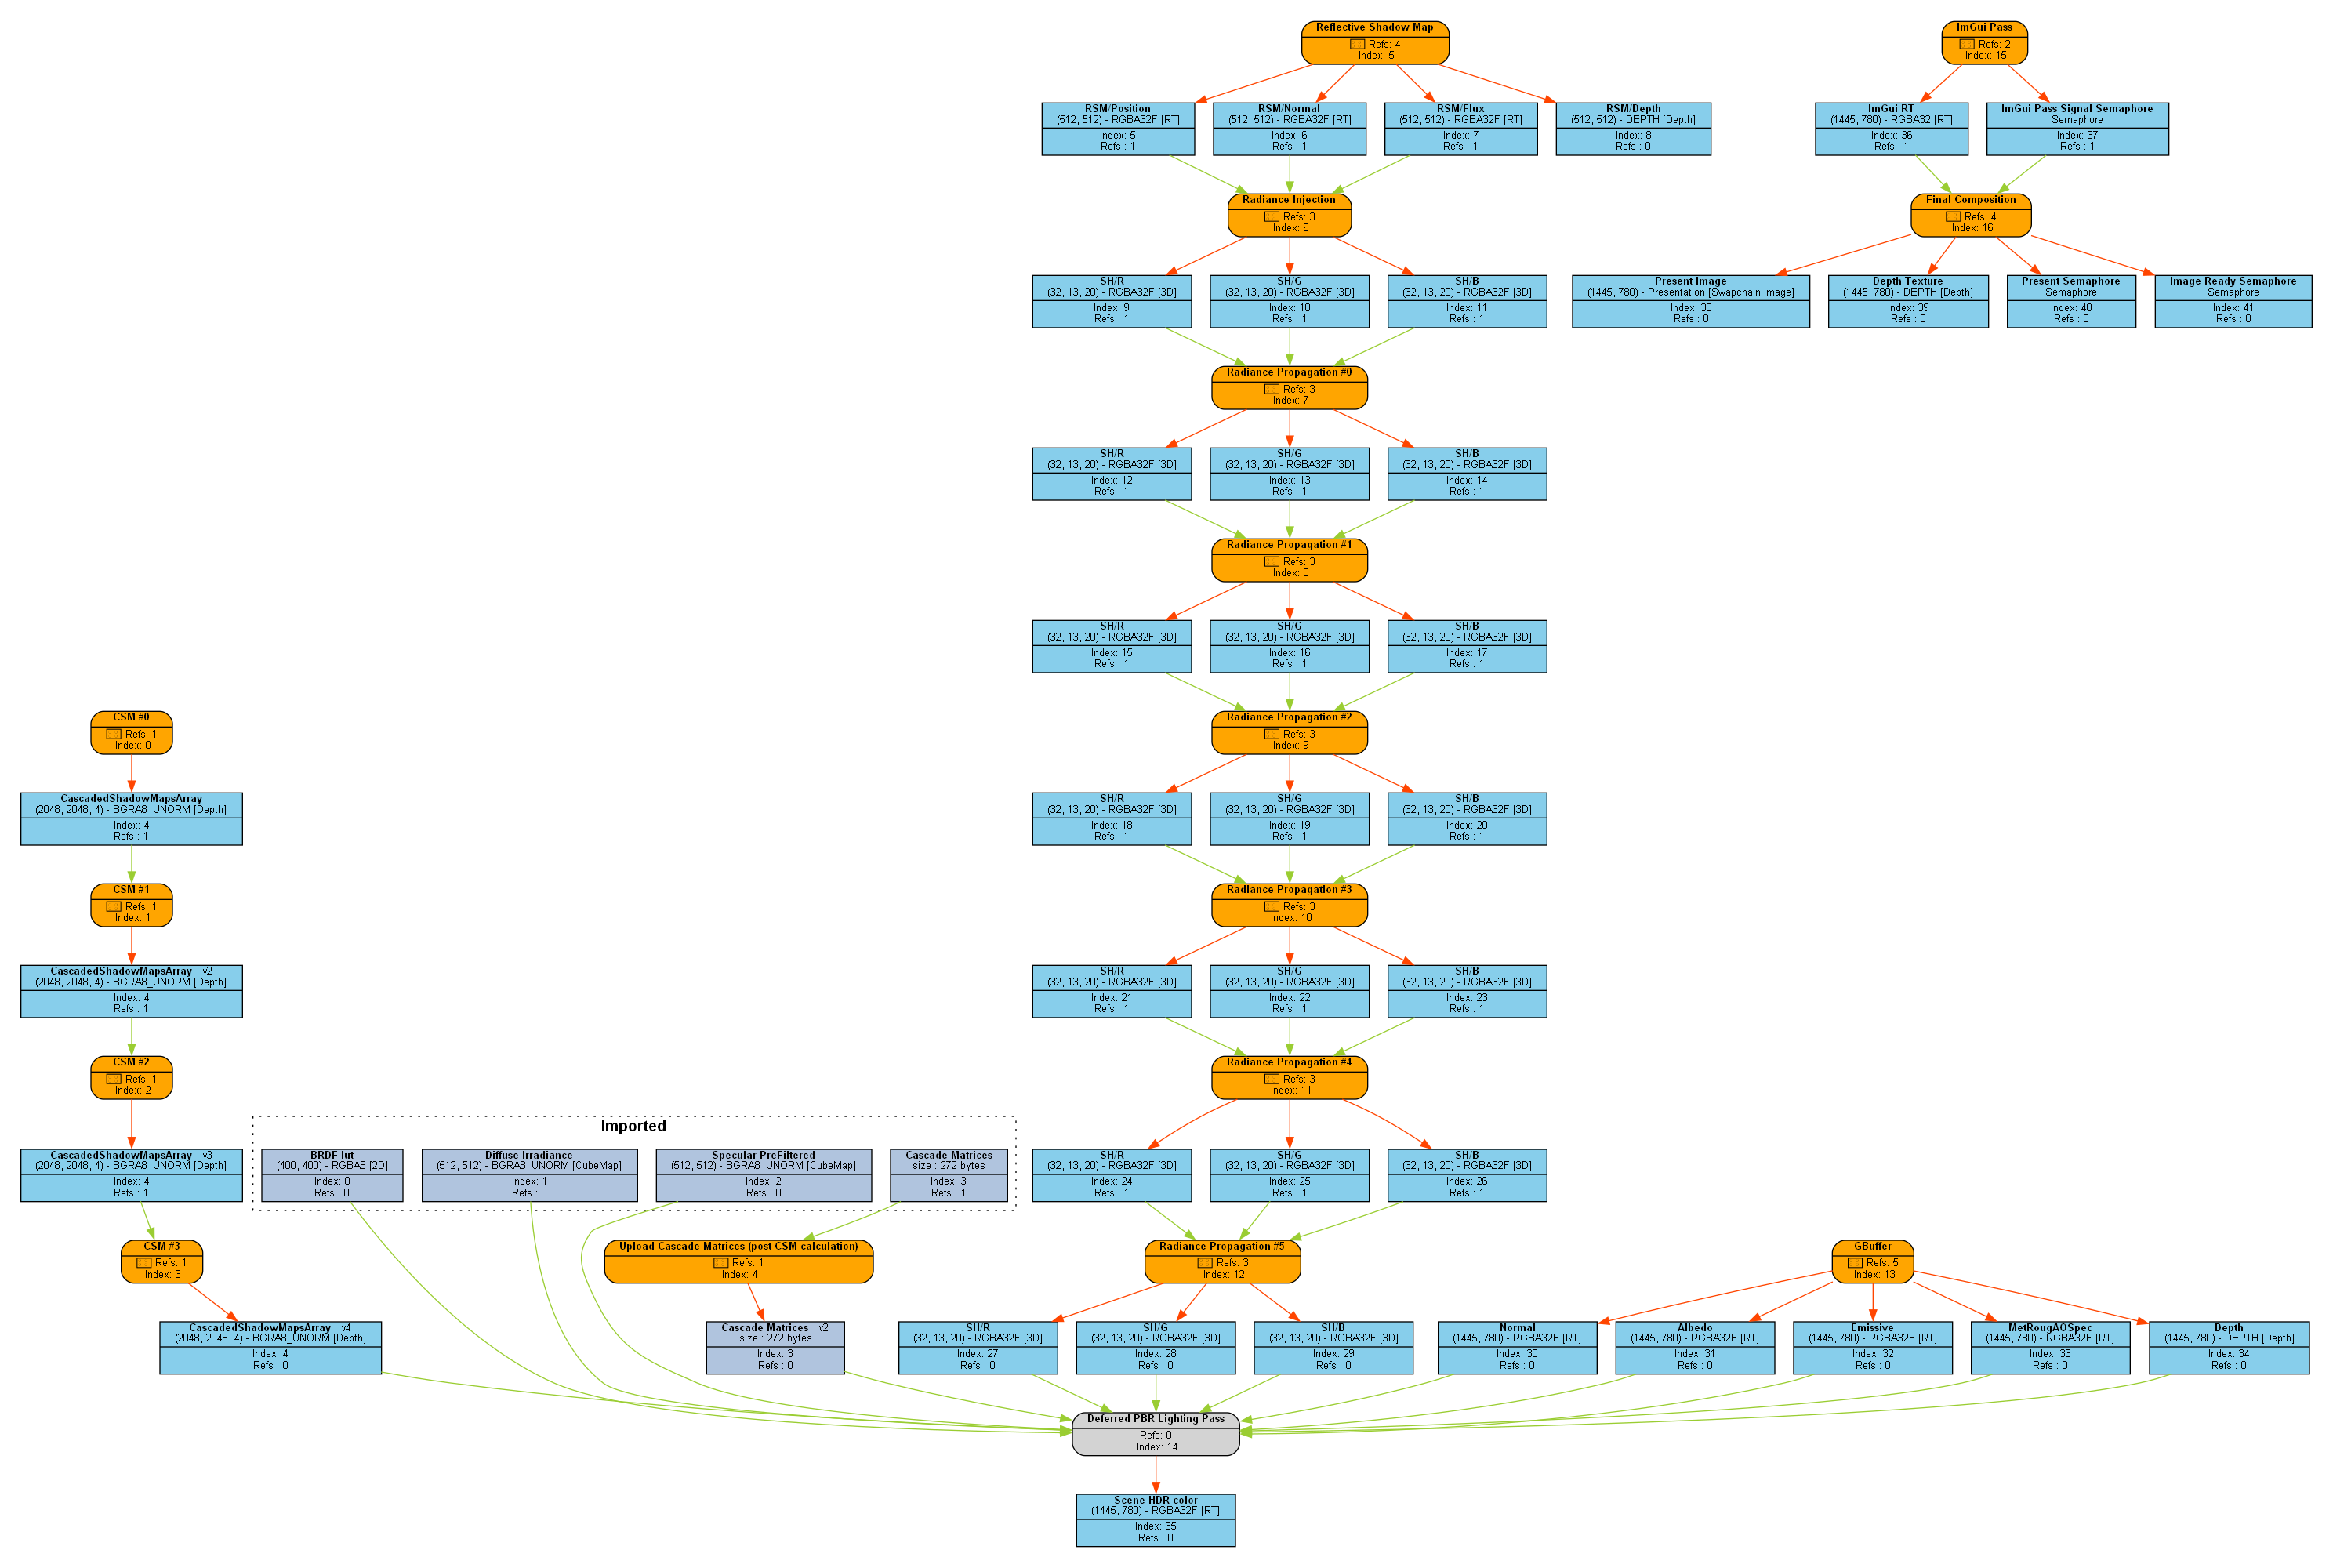 Reflective Shadow Map
Refs: 4
Index: 5
ImGui Pass
Refs: 2
Index: 15
RSM/Position
(512, 512) - RGBA32F [RT]
Index: 5
Refs : 1
RSM/Normal
(512, 512) - RGBA32F [RT]
Index: 6
Refs : 1
RSM/Flux
(512, 512) - RGBA32F [RT]
Index: 7
Refs : 1
RSM/Depth
(512, 512) - DEPTH [Depth]
Index: 8
Refs : 0
ImGui RT
(1445, 780) - RGBA32 [RT]
Index: 36
Refs : 1
ImGui Pass Signal Semaphore
Semaphore
Index: 37
Refs : 1
Radiance Injection
Refs: 3
Index: 6
Final Composition
Refs: 4
Index: 16
SH/R
(32, 13, 20) - RGBA32F [3D]
Index: 9
Refs : 1
SH/G
(32, 13, 20) - RGBA32F [3D]
Index: 10
Refs : 1
SH/B
(32, 13, 20) - RGBA32F [3D]
Index: 11
Refs : 1
Present Image
(1445, 780) - Presentation [Swapchain Image]
Index: 38
Refs : 0
Depth Texture
(1445, 780) - DEPTH [Depth]
Index: 39
Refs : 0
Present Semaphore
Semaphore
Index: 40
Refs : 0
Image Ready Semaphore
Semaphore
Index: 41
Refs : 0
Radiance Propagation #0
Refs: 3
Index: 7
SH/R
(32, 13, 20) - RGBA32F [3D]
Index: 12
Refs : 1
SH/G
(32, 13, 20) - RGBA32F [3D]
Index: 13
Refs : 1
SH/B
(32, 13, 20) - RGBA32F [3D]
Index: 14
Refs : 1
Radiance Propagation #1
Refs: 3
Index: 8
SH/R
(32, 13, 20) - RGBA32F [3D]
Index: 15
Refs : 1
SH/G
(32, 13, 20) - RGBA32F [3D]
Index: 16
Refs : 1
SH/B
(32, 13, 20) - RGBA32F [3D]
Index: 17
Refs : 1
CSM #0
Refs: 1
Index: 0
Radiance Propagation #2
Refs: 3
Index: 9
CascadedShadowMapsArray
(2048, 2048, 4) - BGRA8_UNORM [Depth]
Index: 4
Refs : 1
SH/R
(32, 13, 20) - RGBA32F [3D]
Index: 18
Refs : 1
SH/G
(32, 13, 20) - RGBA32F [3D]
Index: 19
Refs : 1
SH/B
(32, 13, 20) - RGBA32F [3D]
Index: 20
Refs : 1
CSM #1
Refs: 1
Index: 1
Radiance Propagation #3
Refs: 3
Index: 10
CascadedShadowMapsArray v2
(2048, 2048, 4) - BGRA8_UNORM [Depth]
Index: 4
Refs : 1
SH/R
(32, 13, 20) - RGBA32F [3D]
Index: 21
Refs : 1
SH/G
(32, 13, 20) - RGBA32F [3D]
Index: 22
Refs : 1
SH/B
(32, 13, 20) - RGBA32F [3D]
Index: 23
Refs : 1
CSM #2
Refs: 1
Index: 2
Radiance Propagation #4
Refs: 3
Index: 11
Imported
CascadedShadowMapsArray v3
(2048, 2048, 4) - BGRA8_UNORM [Depth]
Index: 4
Refs : 1
BRDF lut
(400, 400) - RGBA8 [2D]
Index: 0
Refs : 0
Diffuse Irradiance
(512, 512) - BGRA8_UNORM [CubeMap]
Index: 1
Refs : 0
Specular PreFiltered
(512, 512) - BGRA8_UNORM [CubeMap]
Index: 2
Refs : 0
Cascade Matrices
size : 272 bytes
Index: 3
Refs : 1
SH/R
(32, 13, 20) - RGBA32F [3D]
Index: 24
Refs : 1
SH/G
(32, 13, 20) - RGBA32F [3D]
Index: 25
Refs : 1
SH/B
(32, 13, 20) - RGBA32F [3D]
Index: 26
Refs : 1
CSM #3
Refs: 1
Index: 3
Upload Cascade Matrices (post CSM calculation)
Refs: 1
Index: 4
Radiance Propagation #5
Refs: 3
Index: 12
GBuffer
Refs: 5
Index: 13
CascadedShadowMapsArray v4
(2048, 2048, 4) - BGRA8_UNORM [Depth]
Index: 4
Refs : 0
Cascade Matrices v2
size : 272 bytes
Index: 3
Refs : 0
SH/R
(32, 13, 20) - RGBA32F [3D]
Index: 27
Refs : 0
SH/G
(32, 13, 20) - RGBA32F [3D]
Index: 28
Refs : 0
SH/B
(32, 13, 20) - RGBA32F [3D]
Index: 29
Refs : 0
Normal
(1445, 780) - RGBA32F [RT]
Index: 30
Refs : 0
Albedo
(1445, 780) - RGBA32F [RT]
Index: 31
Refs : 0
Emissive
(1445, 780) - RGBA32F [RT]
Index: 32
Refs : 0
MetRougAOSpec
(1445, 780) - RGBA32F [RT]
Index: 33
Refs : 0
Depth
(1445, 780) - DEPTH [Depth]
Index: 34
Refs : 0
Deferred PBR Lighting Pass
Refs: 0
Index: 14
Scene HDR color
(1445, 780) - RGBA32F [RT]
Index: 35
Refs : 0